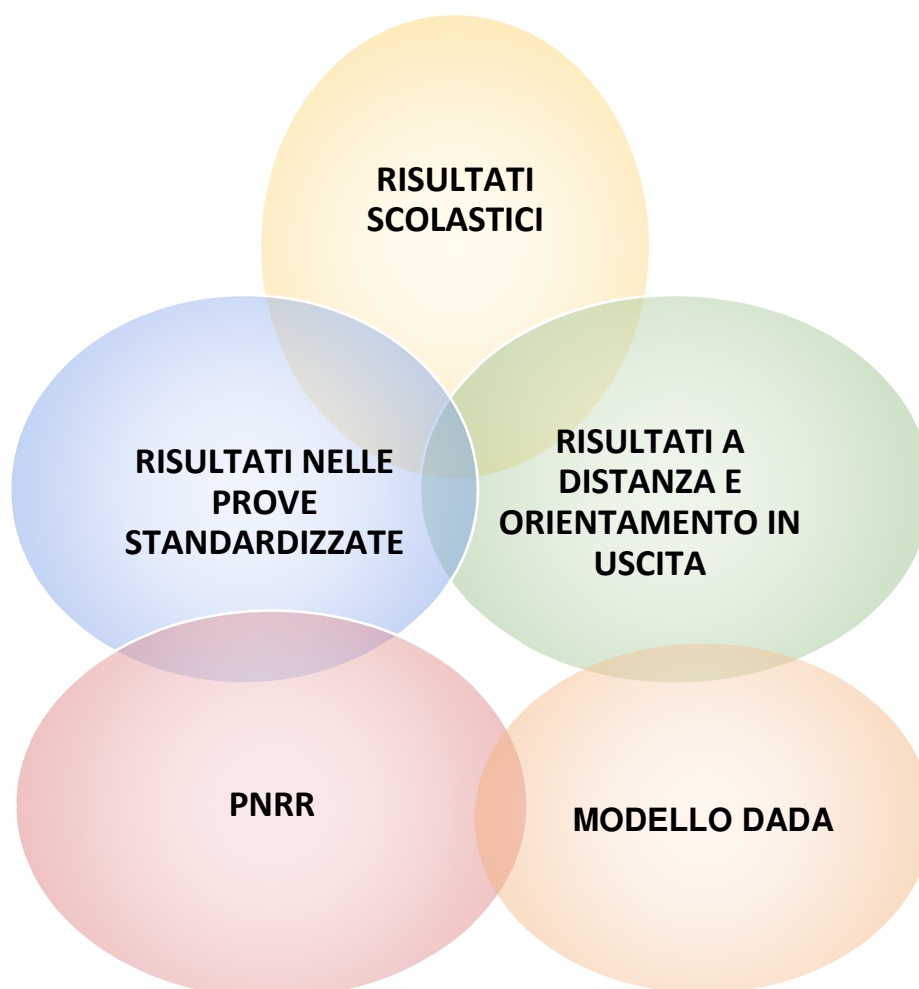 RISULTATI
SCOLASTICI
RISULTATI NELLE
PROVE
STANDARDIZZATE
RISULTATI A
DISTANZA E
ORIENTAMENTO IN
USCITA
PNRR
MODELLO DADA